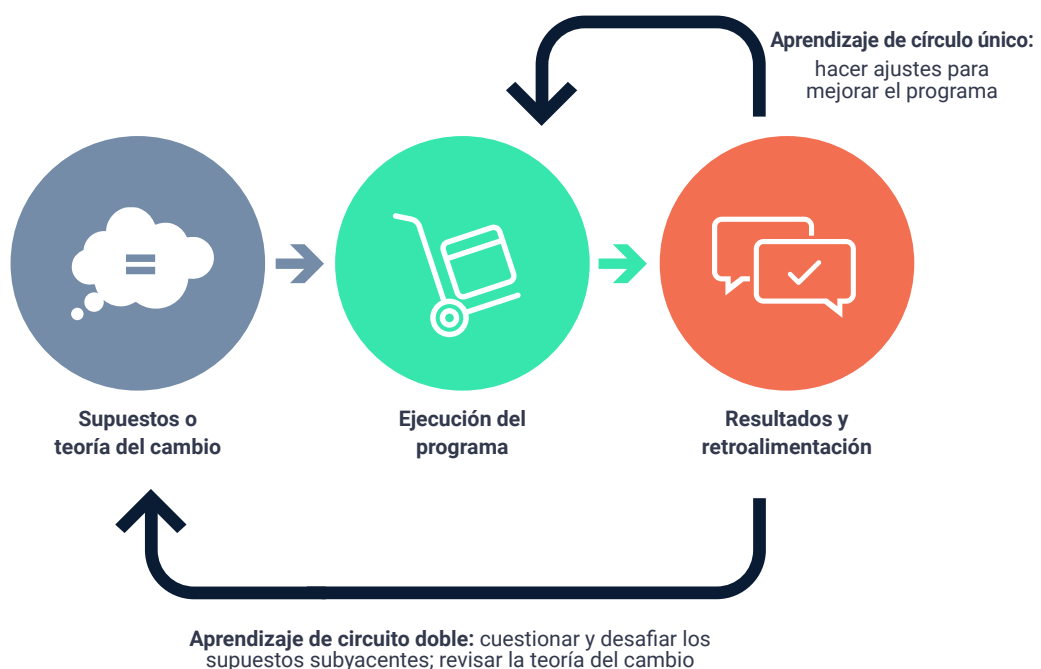 Aprendizaje de círculo único:
hacer ajustes para
mejorar el programa
=
Supuestos o
teoría del cambio
Ejecución del
programa
Resultados y
retroalimentación
Aprendizaje de circuito doble: cuestionar y desafiar los
supuestos subyacentes; revisar la teoría del cambio